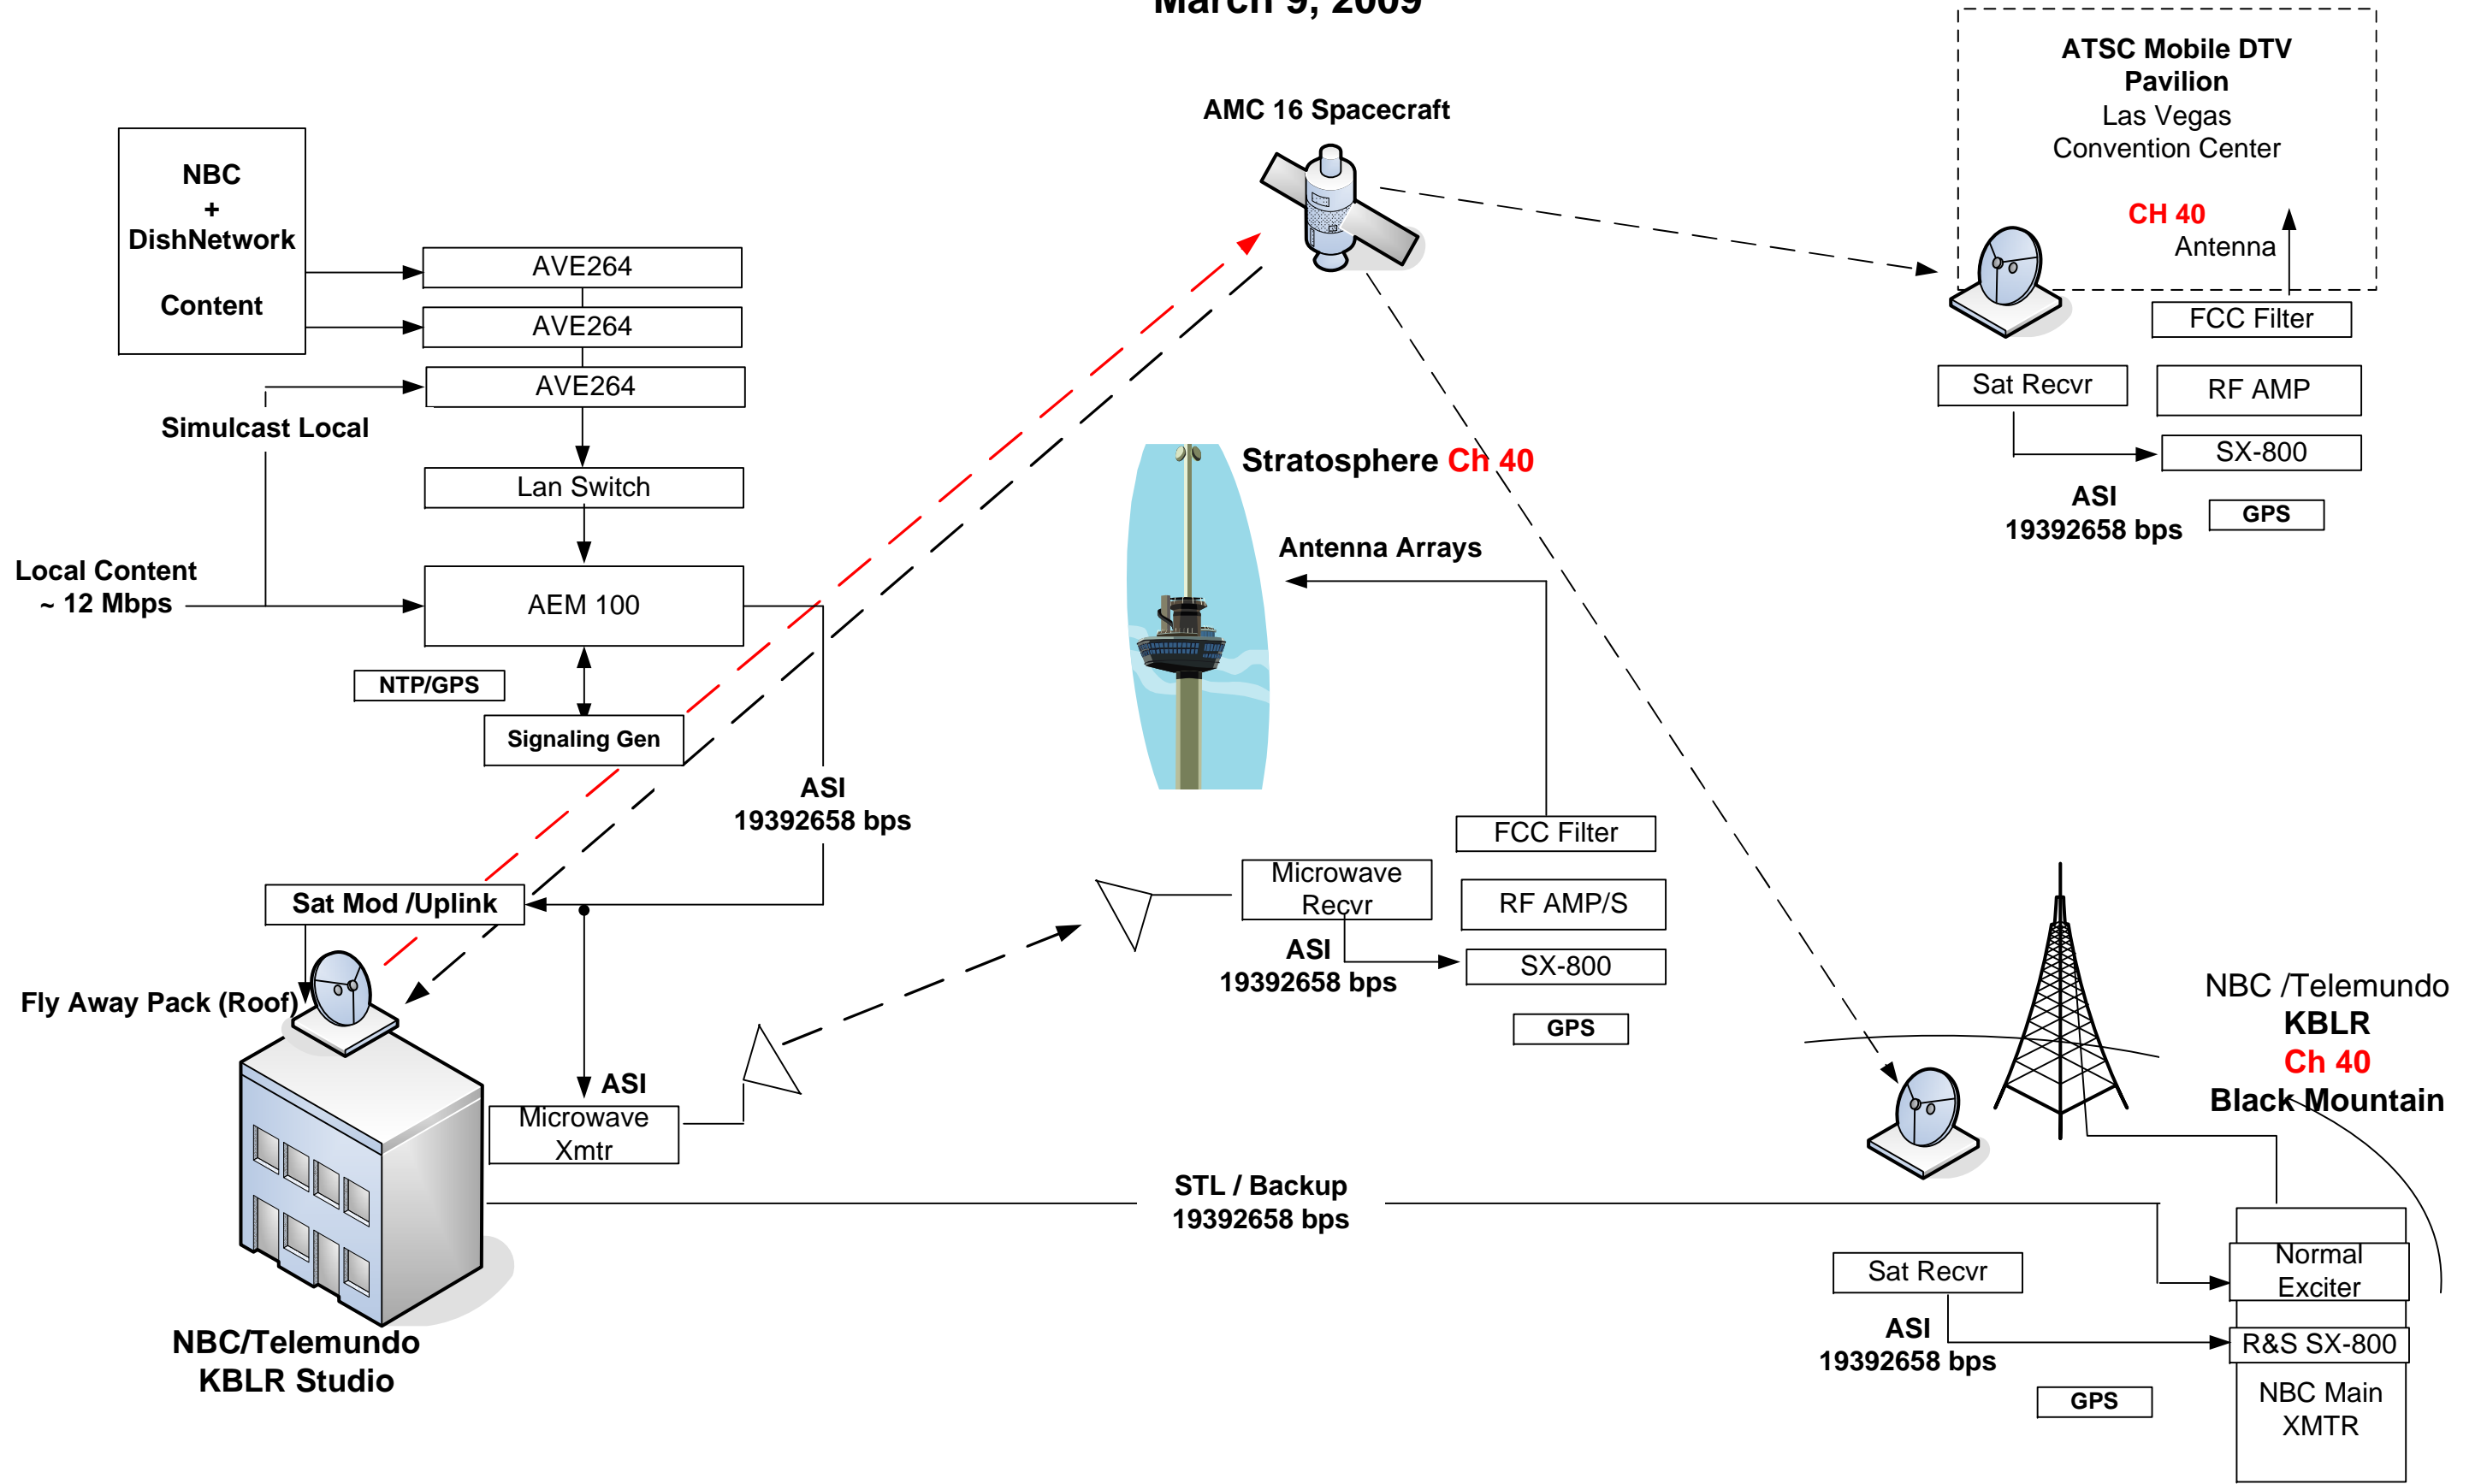 March 9, 2009
ATSC Mobile DTV
Pavilion
Las Vegas
Convention Center
CH 40
Antenna
FCC Filter
Sat Recvr
RF AMP
SX-800
ASI
19392658 bps
GPS
AMC 16 Spacecraft
NBC
+
DishNetwork
Content
AVE264
AVE264
AVE264
Simulcast Local
Lan Switch
Local Content
~ 12 Mbps
AEM 100
NTP/GPS
Signaling Gen
ASI
19392658 bps
Stratosphere Ch 40
Antenna Arrays
FCC Filter
Microwave
Recvr
RF AMP/S
ASI
19392658 bps
SX-800
GPS
Sat Mod /Uplink
Fly Away Pack (Roof)
ASI
Microwave
Xmtr
NBC/Telemundo
KBLR Studio
STL / Backup
19392658 bps
NBC /Telemundo
KBLR
Ch 40
Black Mountain
Sat Recvr
ASI
19392658 bps
GPS
Normal
Exciter
R&S SX-800
NBC Main
XMTR